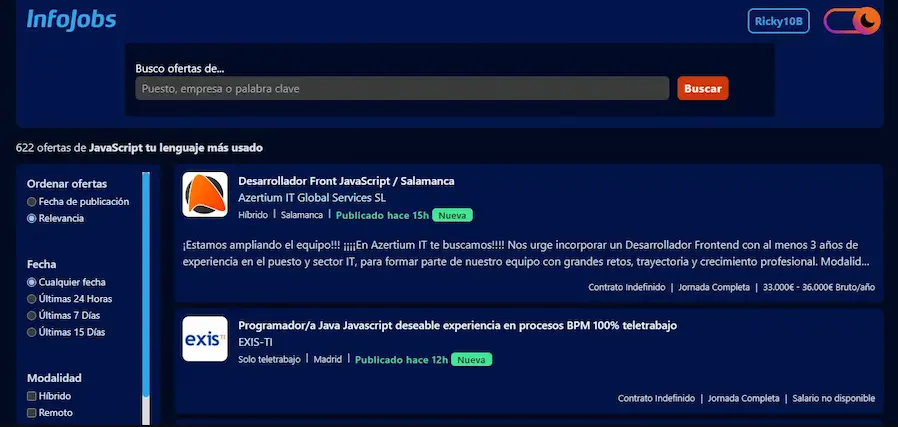 InfoJobs
Ricky10B
Busco ofertas de...
Puesto, empresa o palabra clave
Buscar
622 ofertas de JavaScript tu lenguaje más usado
Ordenar ofertas
Fecha de publicación
Relevancia
Fecha
Cualquier fecha
Últimas 24 Horas
Últimas 7 Días
Últimas 15 Días
Modalidad
Híbrido
Remoto
Desarrollador Front JavaScript / Salamanca
Azertium IT Global Services SL
Híbrido | Salamanca | Publicado hace 15h Nueva
¡Estamos ampliando el equipo!!! ¡¡¡¡En Azertium IT te buscamos!!!! Nos urge incorporar un Desarrollador Frontend con al menos 3 años de
experiencia en el puesto y sector IT, para formar parte de nuestro equipo con grandes retos, trayectoria y crecimiento profesional. Modalid...
Contrato Indefinido | Jornada Completa | 33.000€ - 36.000€ Bruto/año
exis TI
Programador/a Java Javascript deseable experiencia en procesos BPM 100% teletrabajo
EXIS-TI
Solo teletrabajo | Madrid | Publicado hace 12h Nueva
Contrato Indefinido | Jornada Completa | Salario no disponible